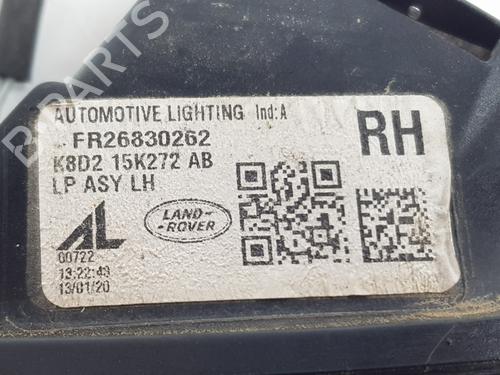 AUTOMOTIVE LIGHTING Ind:A
FR26830262
RH
K8D2 15K272 AB
LP ASY LH
AL
LAND-
-ROVER
00722
13:22:43
13/01/20
B-PARTS